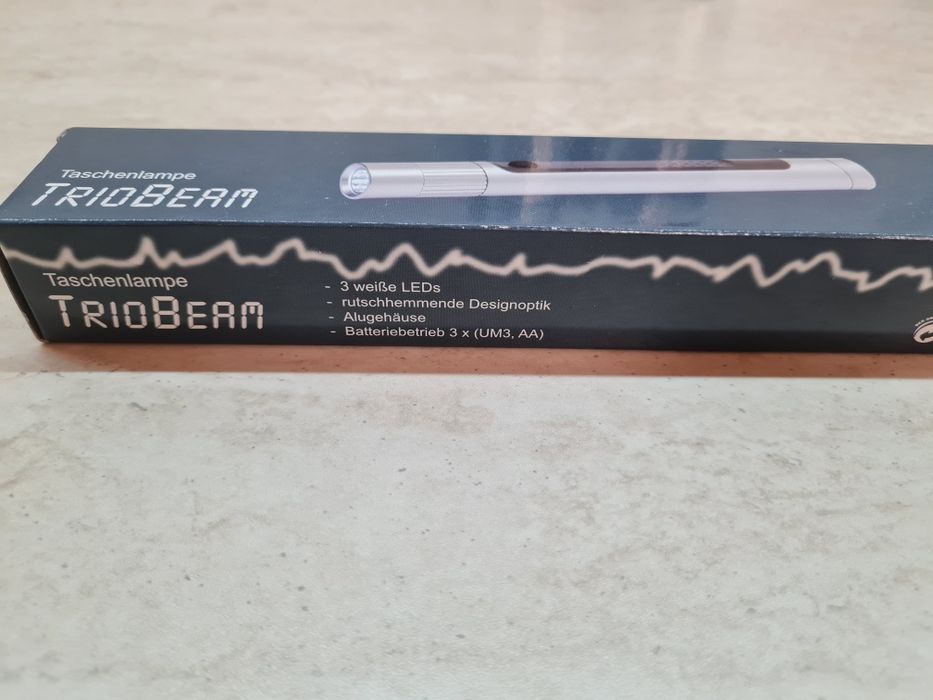 Taschenlampe
TRIOBEAM
Taschenlampe
TRIOBEAM
- 3 weiße LEDs
- rutschhemmende Designoptik
- Alugehäuse
- Batteriebetrieb 3 x (UM3, AA)